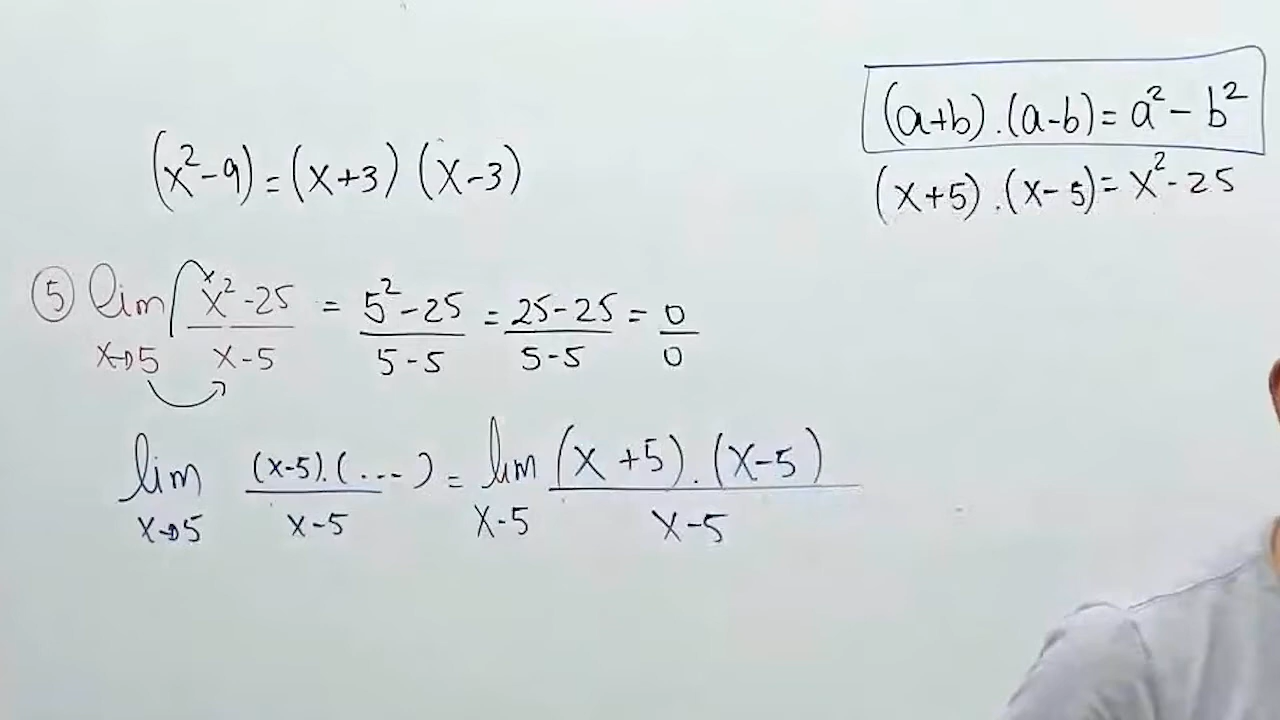 (a+b).(a-b)=a²-b²
(x+5).(x-5)=x²-25
(x²-9)=(x+3)(x-3)
⑤ lim x→5 (x²-25)/(x-5) = (5²-25)/(5-5) = (25-25)/(5-5) = 0/0
lim x→5 (x-5).(...)/(x-5) = lim x-5 (x+5).(x-5)/(x-5)